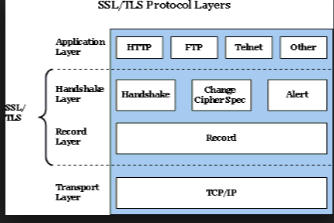 SSL/TLS Protocol Layers
Application
Layer
HTTP
FTP
Telnet
Other
SSL/
TLS
Handshake
Layer
Handshake
Change
Cipher Spec
Alert
Record
Layer
Record
Transport
Layer
TCP/IP